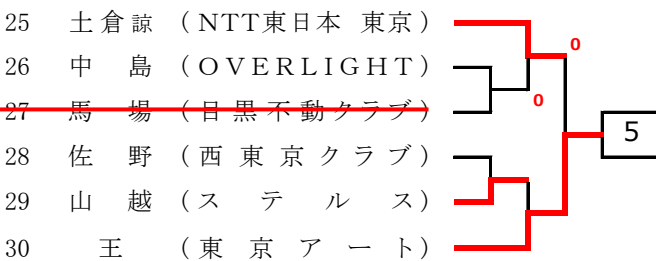 25 土倉諒 (NTT東日本 東京)
0
26 中島 (OVERLIGHT)
0
27 馬場 (目黒不動クラブ)
5
28 佐野 (西東京クラブ)
29 山越 (ステルス)
30 王 (東京アート)